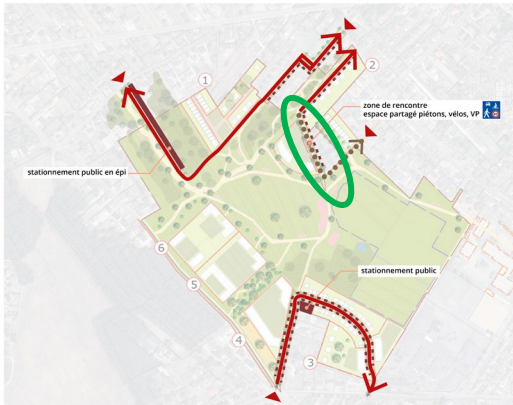 1
2
zone de rencontre
espace partagé piétons, vélos, VP
stationnement public en épi
6
5
stationnement public
4
3